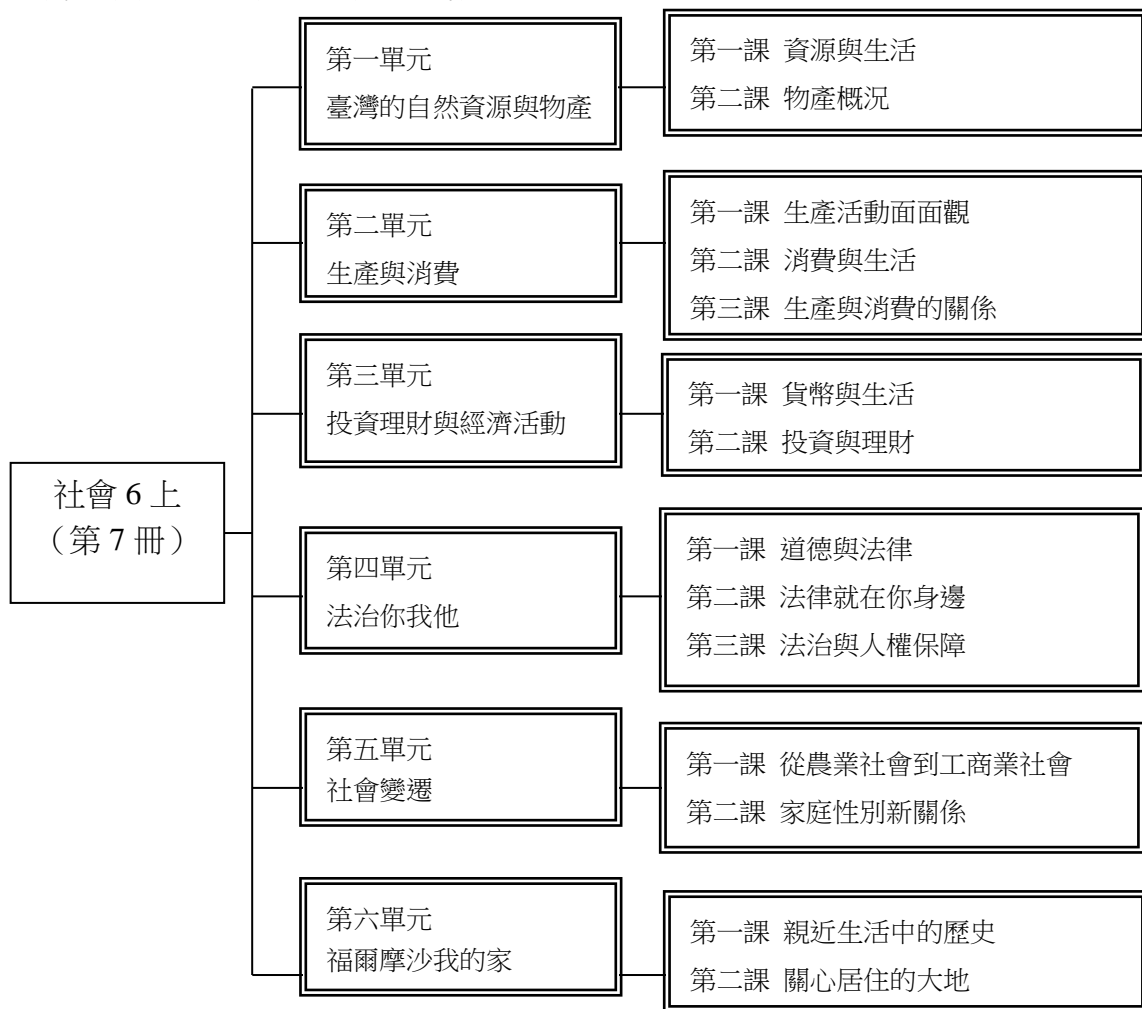 社會 6 上
（第 7 冊）
第一單元
臺灣的自然資源與物產
第一課 資源與生活
第二課 物產概況
第二單元
生產與消費
第一課 生產活動面面觀
第二課 消費與生活
第三課 生產與消費的關係
第三單元
投資理財與經濟活動
第一課 貨幣與生活
第二課 投資與理財
第四單元
法治你我他
第一課 道德與法律
第二課 法律就在你身邊
第三課 法治與人權保障
第五單元
社會變遷
第一課 從農業社會到工商業社會
第二課 家庭性別新關係
第六單元
福爾摩沙我的家
第一課 親近生活中的歷史
第二課 關心居住的大地